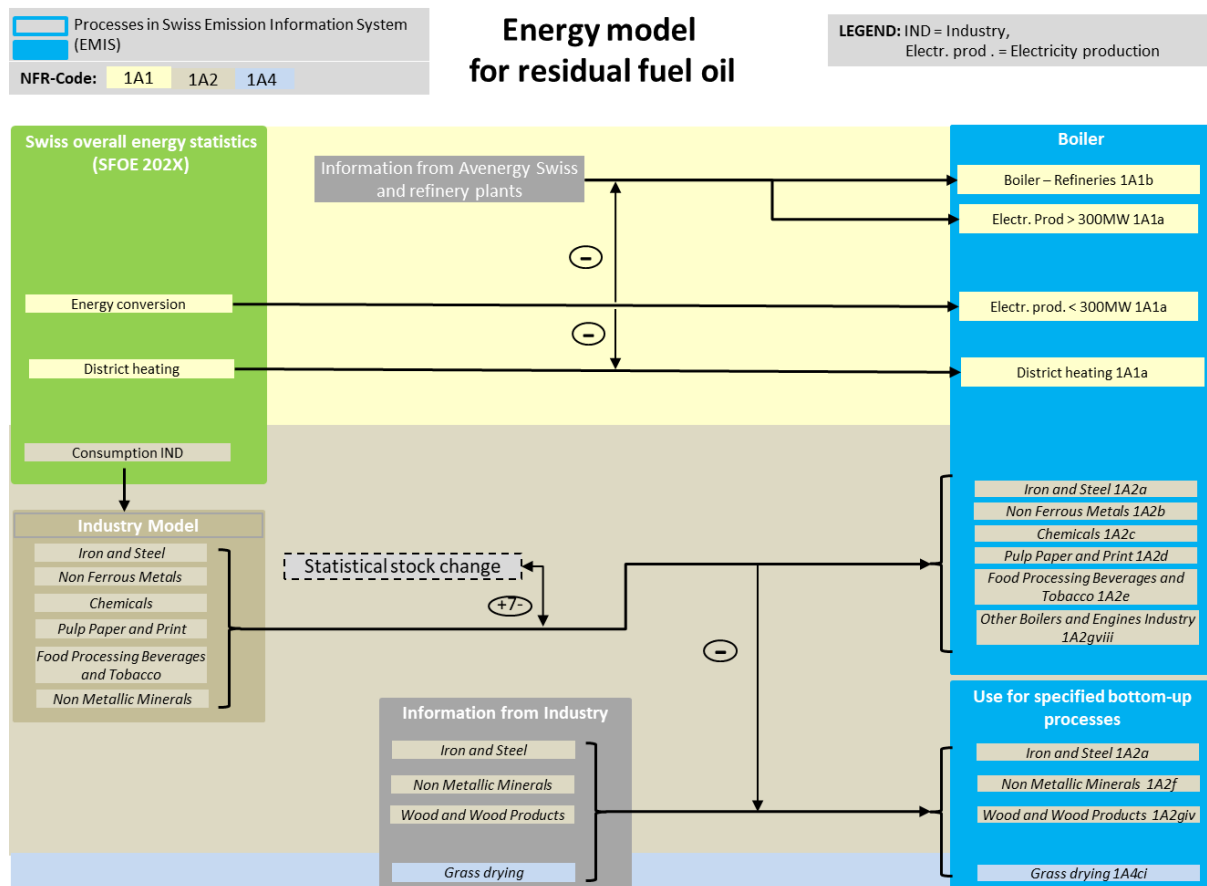 Processes in Swiss Emission Information System
(EMIS)
NFR-Code: 1A1 1A2 1A4
Energy model
for residual fuel oil
LEGEND: IND = Industry,
Electr. prod . = Electricity production
Swiss overall energy statistics
(SFOE 202X)
Energy conversion
District heating
Consumption IND
Information from Avenergy Swiss
and refinery plants
-
-
Boiler
Boiler – Refineries 1A1b
Electr. Prod > 300MW 1A1a
Electr. prod. < 300MW 1A1a
District heating 1A1a
Industry Model
Iron and Steel
Non Ferrous Metals
Chemicals
Pulp Paper and Print
Food Processing Beverages
and Tobacco
Non Metallic Minerals
Statistical stock change
+7-
-
Iron and Steel 1A2a
Non Ferrous Metals 1A2b
Chemicals 1A2c
Pulp Paper and Print 1A2d
Food Processing Beverages and
Tobacco 1A2e
Other Boilers and Engines Industry
1A2gviii
Information from Industry
Iron and Steel
Non Metallic Minerals
Wood and Wood Products
Grass drying
Use for specified bottom-up
processes
Iron and Steel 1A2a
Non Metallic Minerals 1A2f
Wood and Wood Products 1A2giv
Grass drying 1A4ci